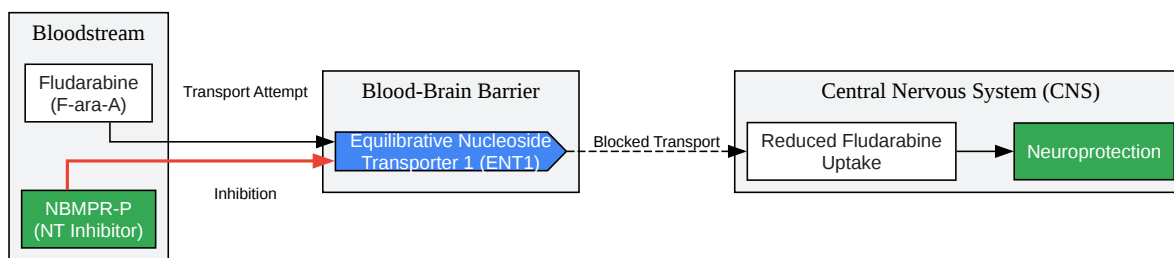 Bloodstream
Fludarabine
(F-ara-A)
NBMPR-P
(NT Inhibitor)
Transport Attempt
Inhibition
Blood-Brain Barrier
Equilibrative Nucleoside
Transporter 1 (ENT1)
Blocked Transport
Central Nervous System (CNS)
Reduced Fludarabine
Uptake
Neuroprotection